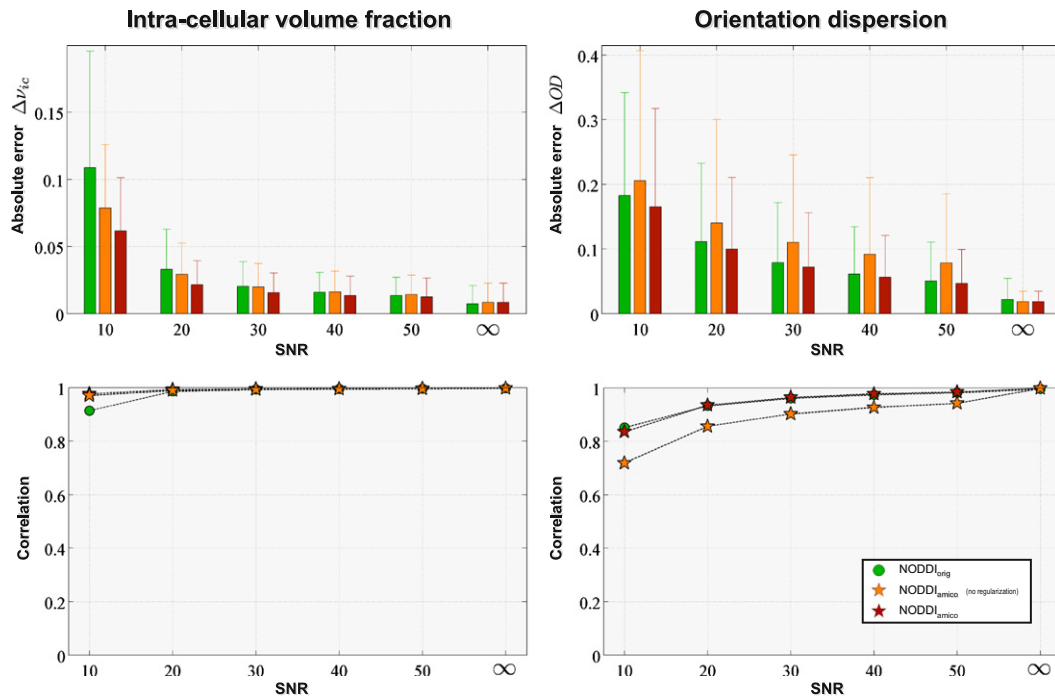 Intra-cellular volume fraction
Orientation dispersion
Absolute error Δν_ic
0.15
0.1
0.05
0
10 20 30 40 50 ∞
SNR
Absolute error ΔOD
0.4
0.3
0.2
0.1
0
10 20 30 40 50 ∞
SNR
Correlation
1
0.8
0.6
0.4
0.2
0
10 20 30 40 50 ∞
SNR
Correlation
1
0.8
0.6
0.4
0.2
0
10 20 30 40 50 ∞
SNR
NODDI_orig
NODDI_amico (no regularization)
NODDI_amico